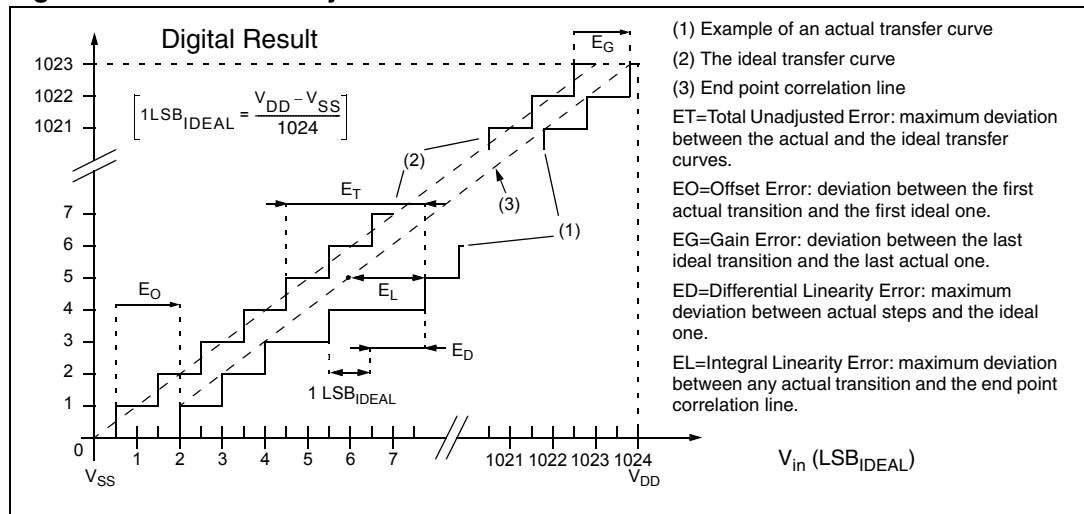 Digital Result
E_G
1023
1022
1021
[1LSB_IDEAL = (V_DD – V_SS) / 1024]
(2)
(3)
(1)
E_T
7
6
5
4
3
2
1
0
E_O
E_L
E_D
1 LSB_IDEAL
1 2 3 4 5 6 7 1021 1022 1023 1024
V_SS V_DD
V_in (LSB_IDEAL)
(1) Example of an actual transfer curve
(2) The ideal transfer curve
(3) End point correlation line
ET=Total Unadjusted Error: maximum deviation
between the actual and the ideal transfer
curves.
EO=Offset Error: deviation between the first
actual transition and the first ideal one.
EG=Gain Error: deviation between the last
ideal transition and the last actual one.
ED=Differential Linearity Error: maximum
deviation between actual steps and the ideal
one.
EL=Integral Linearity Error: maximum deviation
between any actual transition and the end point
correlation line.